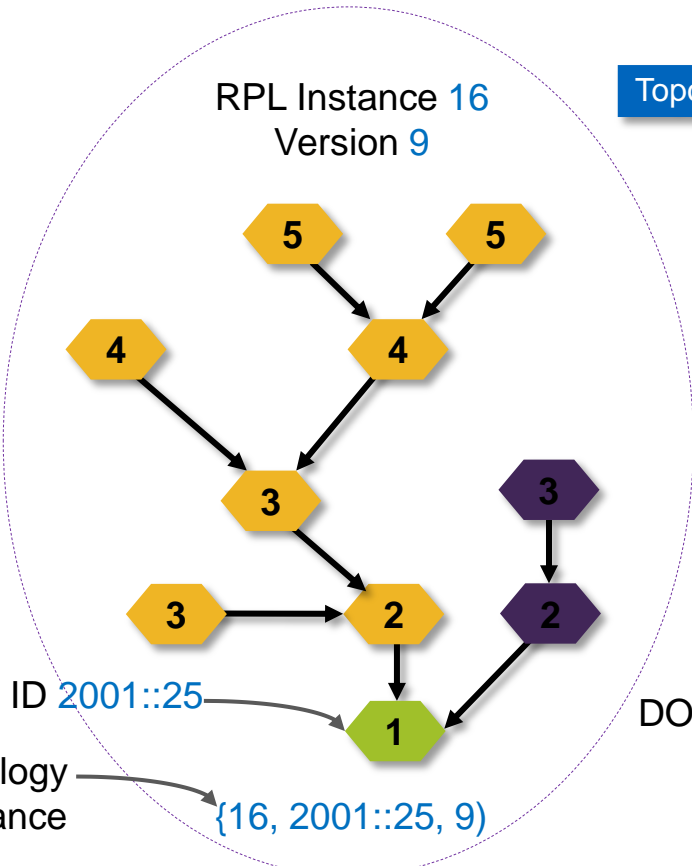 RPL Instance 16
Version 9
Topo
5 5
4 4
3 3
3 2 2
ID 2001::25
1
DO
logy
ance
{16, 2001::25, 9)